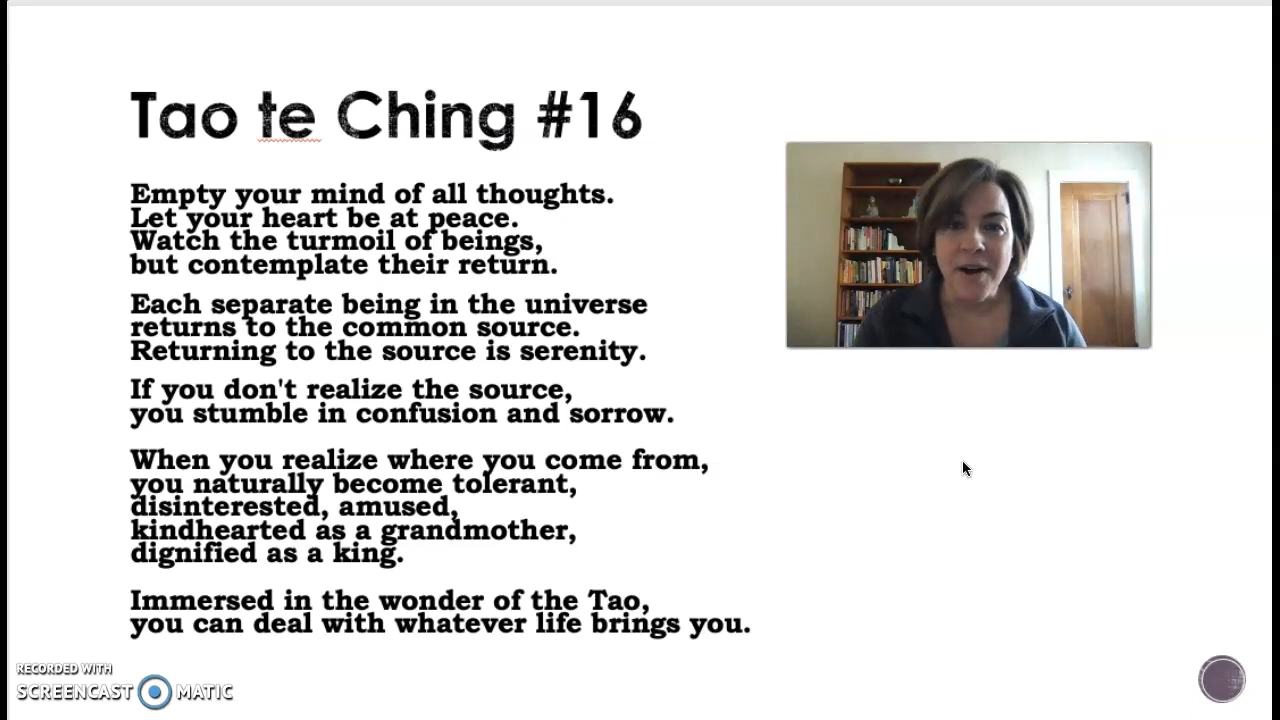 Tao te Ching #16
Empty your mind of all thoughts.
Let your heart be at peace.
Watch the turmoil of beings,
but contemplate their return.
Each separate being in the universe
returns to the common source.
Returning to the source is serenity.
If you don't realize the source,
you stumble in confusion and sorrow.
When you realize where you come from,
you naturally become tolerant,
disinterested, amused,
kindhearted as a grandmother,
dignified as a king.
Immersed in the wonder of the Tao,
you can deal with whatever life brings you.
RECORDED WITH
SCREENCAST MATIC